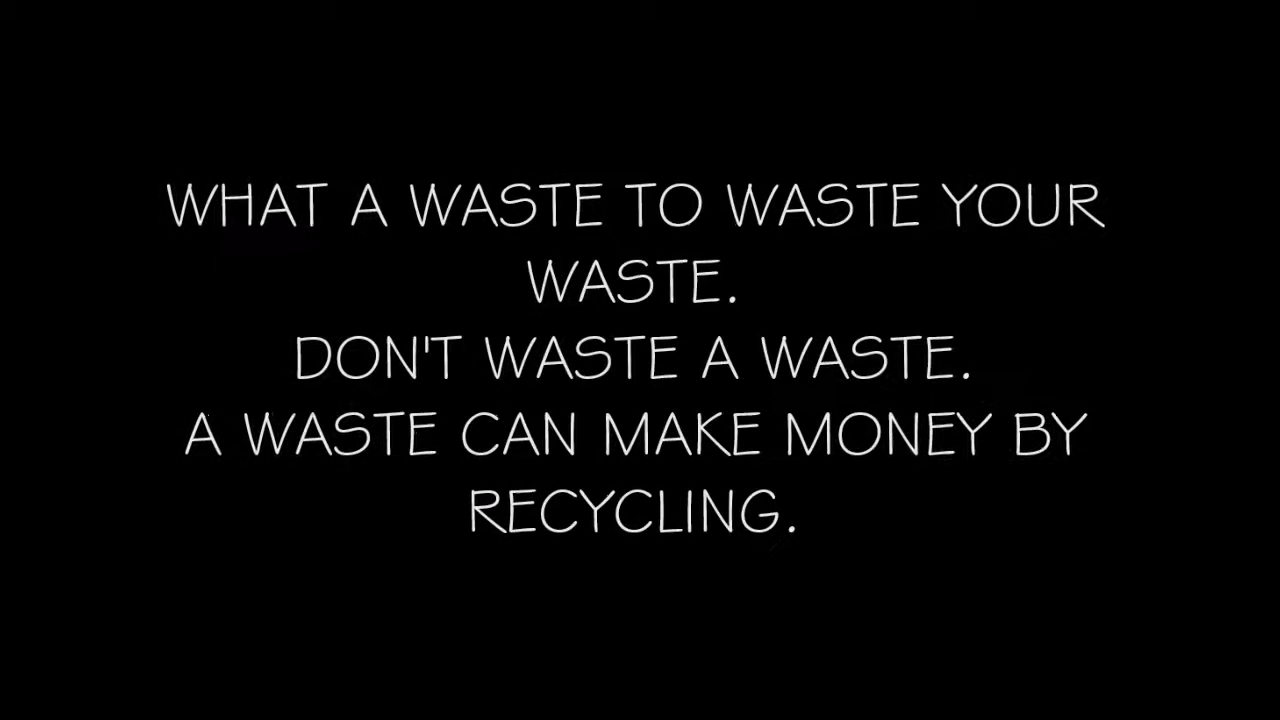 WHAT A WASTE TO WASTE YOUR
WASTE.
DON'T WASTE A WASTE.
A WASTE CAN MAKE MONEY BY
RECYCLING.